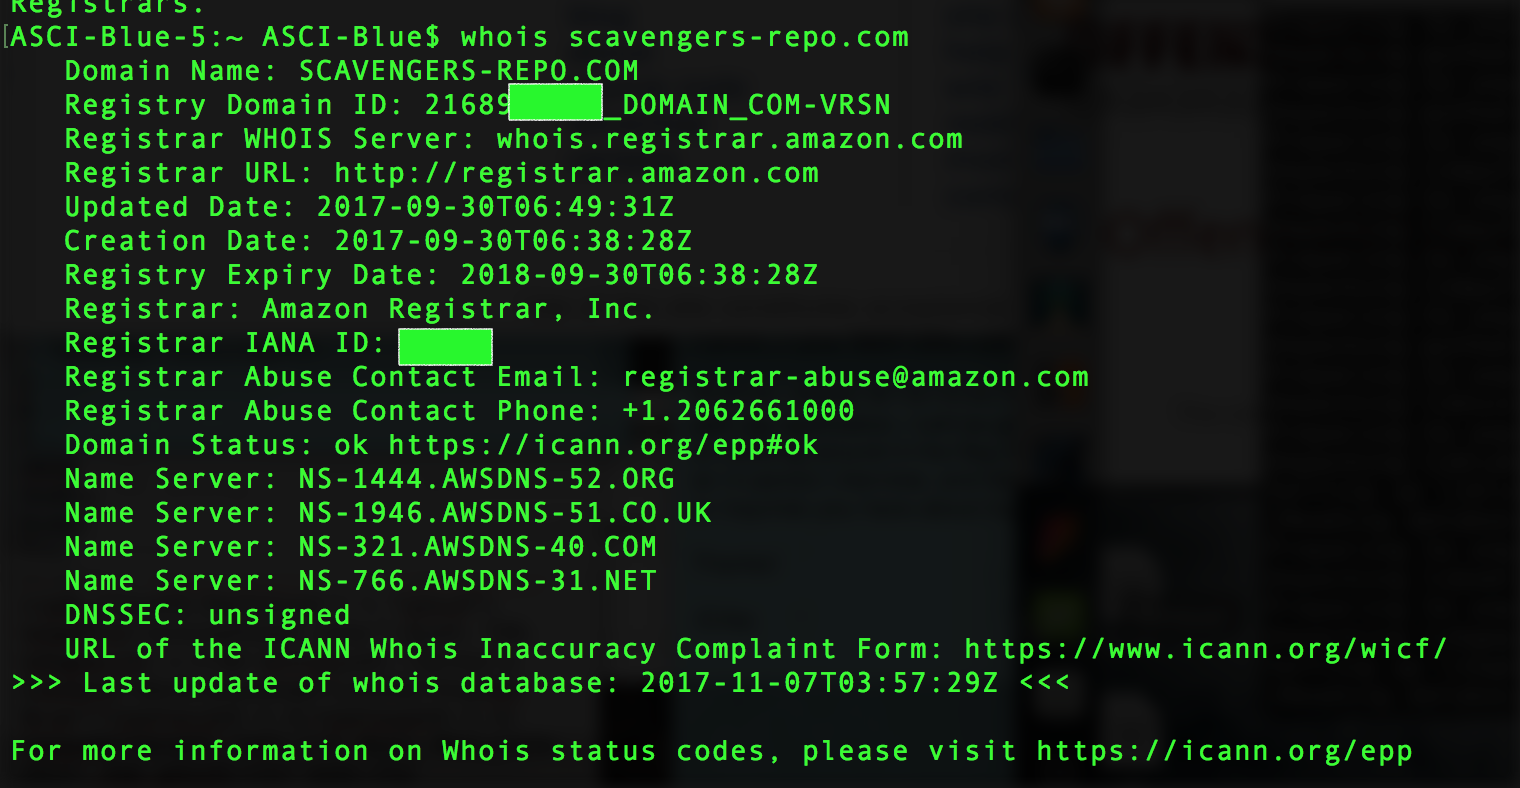 Registrars.
[ASCI-Blue-5:~ ASCI-Blue$ whois scavengers-repo.com
Domain Name: SCAVENGERS-REPO.COM
Registry Domain ID: 21689 _DOMAIN_COM-VRSN
Registrar WHOIS Server: whois.registrar.amazon.com
Registrar URL: http://registrar.amazon.com
Updated Date: 2017-09-30T06:49:31Z
Creation Date: 2017-09-30T06:38:28Z
Registry Expiry Date: 2018-09-30T06:38:28Z
Registrar: Amazon Registrar, Inc.
Registrar IANA ID:
Registrar Abuse Contact Email: registrar-abuse@amazon.com
Registrar Abuse Contact Phone: +1.2062661000
Domain Status: ok https://icann.org/epp#ok
Name Server: NS-1444.AWSDNS-52.ORG
Name Server: NS-1946.AWSDNS-51.CO.UK
Name Server: NS-321.AWSDNS-40.COM
Name Server: NS-766.AWSDNS-31.NET
DNSSEC: unsigned
URL of the ICANN Whois Inaccuracy Complaint Form: https://www.icann.org/wicf/
>>> Last update of whois database: 2017-11-07T03:57:29Z <<<
For more information on Whois status codes, please visit https://icann.org/epp